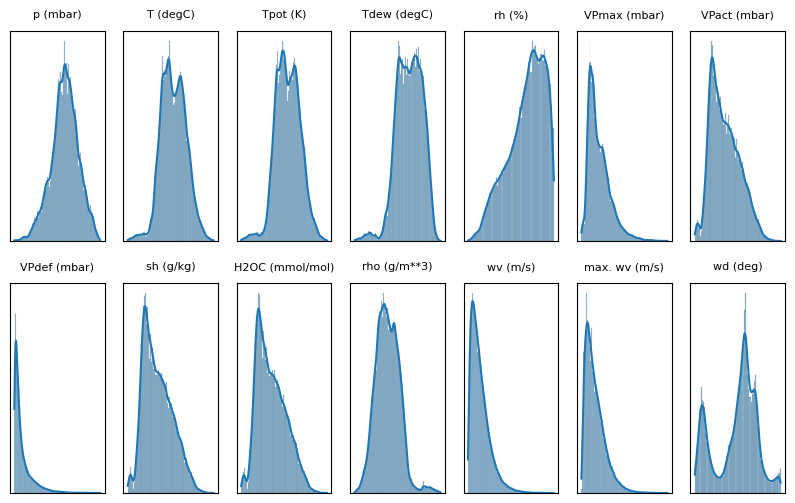 p (mbar)
T (degC)
Tpot (K)
Tdew (degC)
rh (%)
VPmax (mbar)
VPact (mbar)
VPdef (mbar)
sh (g/kg)
H2OC (mmol/mol)
rho (g/m**3)
wv (m/s)
max. wv (m/s)
wd (deg)